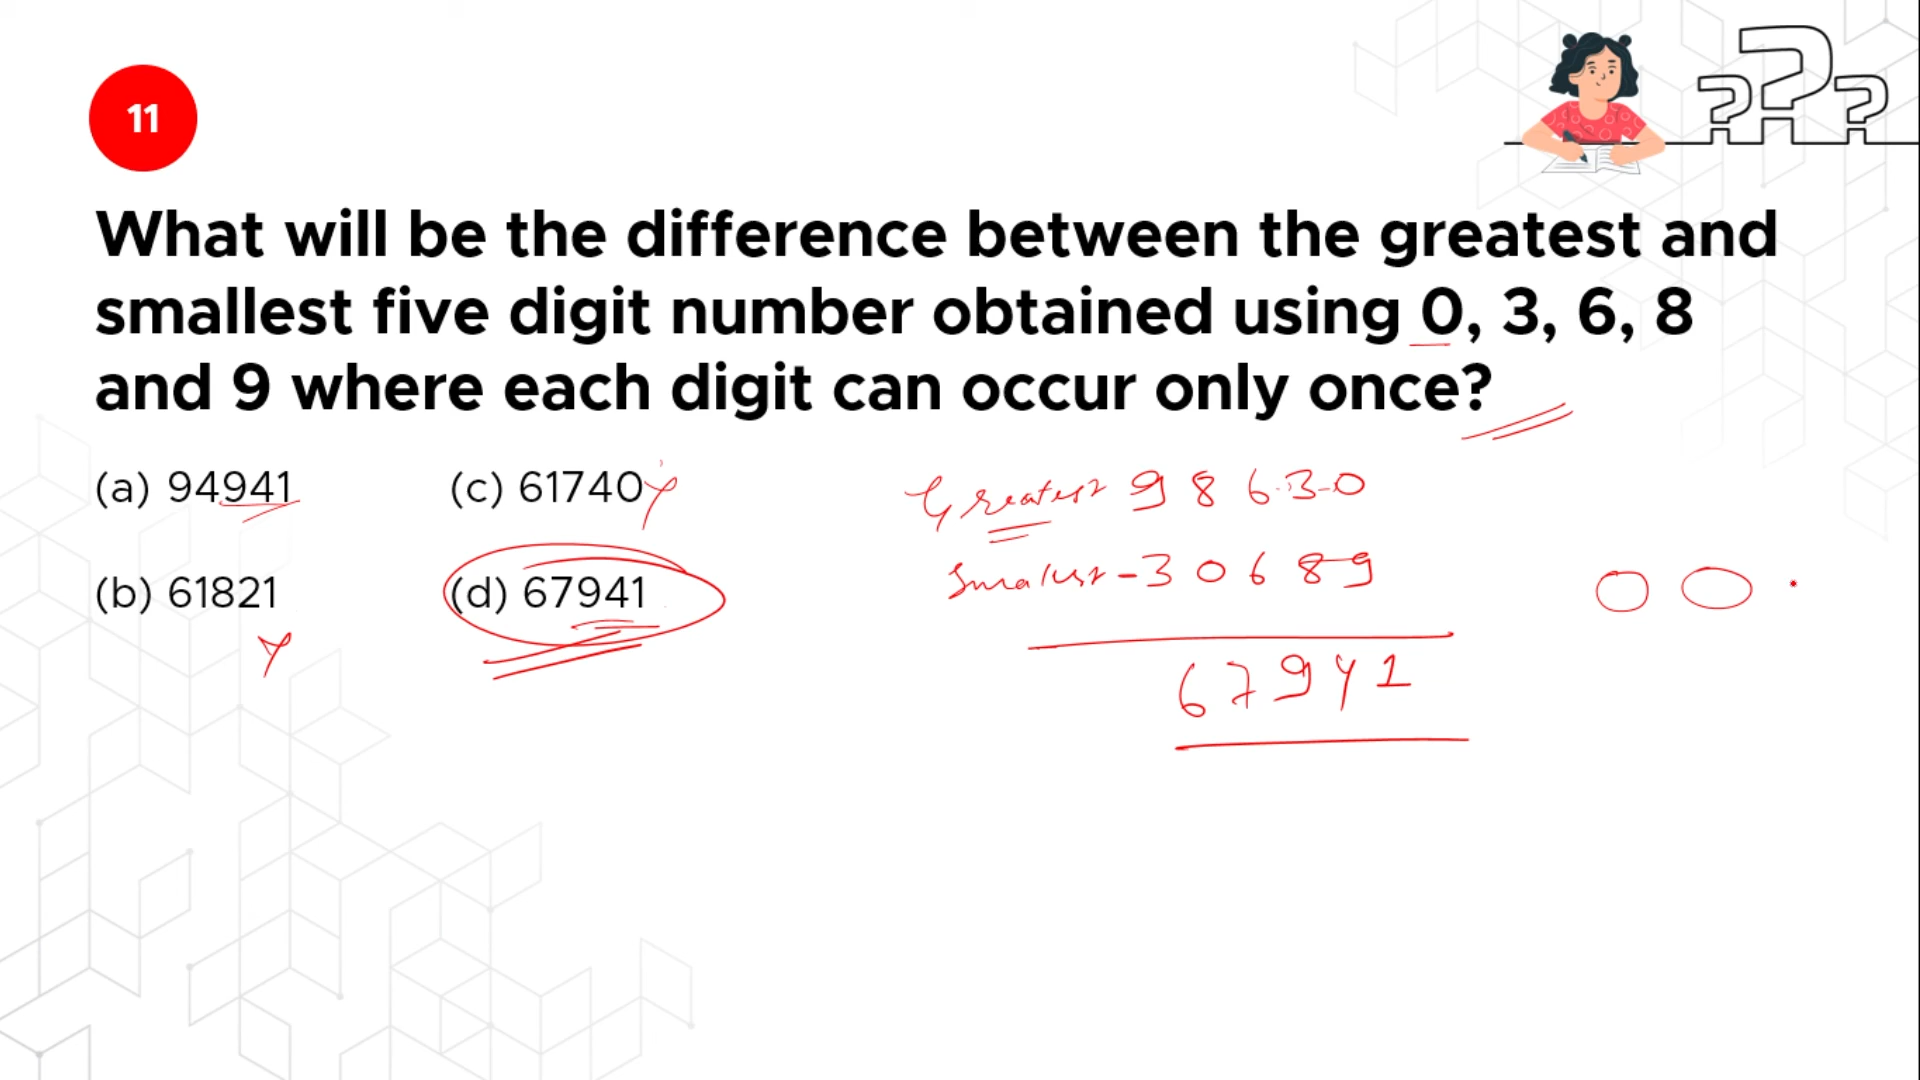 11
???
What will be the difference between the greatest and
smallest five digit number obtained using 0, 3, 6, 8
and 9 where each digit can occur only once?
(a) 94941
(c) 61740
(b) 61821
(d) 67941
Greatest 9 8 6 3 0
Smallest - 3 0 6 8 9
6 7 9 4 1